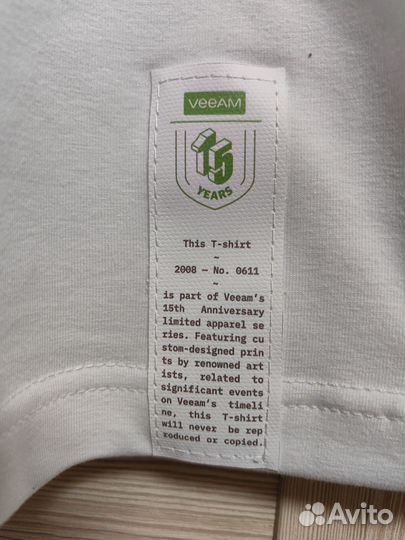 veeAM
15
YEARS
This T-shirt
~
2008 — No. 0611
~
is part of Veeam's
15th Anniversary
limited apparel se
ries. Featuring cu
stom-designed prin
ts by renowned art
ists, related to
significant events
on Veeam's timeli
ne, this T-shirt
will never be rep
roduced or copied.
Avito